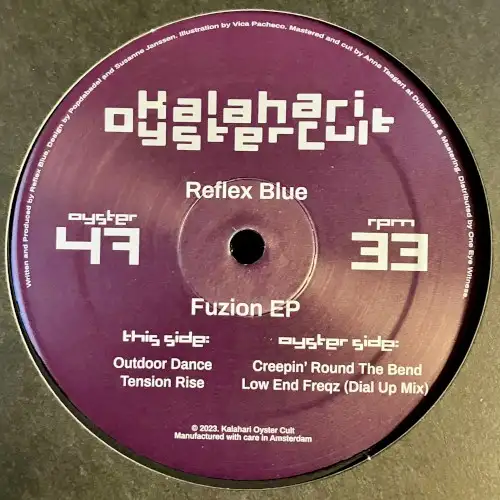 Written and Produced by Reflex Blue. Design by Popdabadei and Susanne Janssen. Illustration by Vica Pacheco. Mastered and cut by Anne Taegert at Dubplates & Mastering. Distributed by One Eye Witness.
Kalahari
Oyster Cult
Reflex Blue
oyster
47
rpm
33
Fuzion EP
this side:
Outdoor Dance
Tension Rise
oyster side:
Creepin' Round The Bend
Low End Freqz (Dial Up Mix)
© 2023. Kalahari Oyster Cult
Manufactured with care in Amsterdam